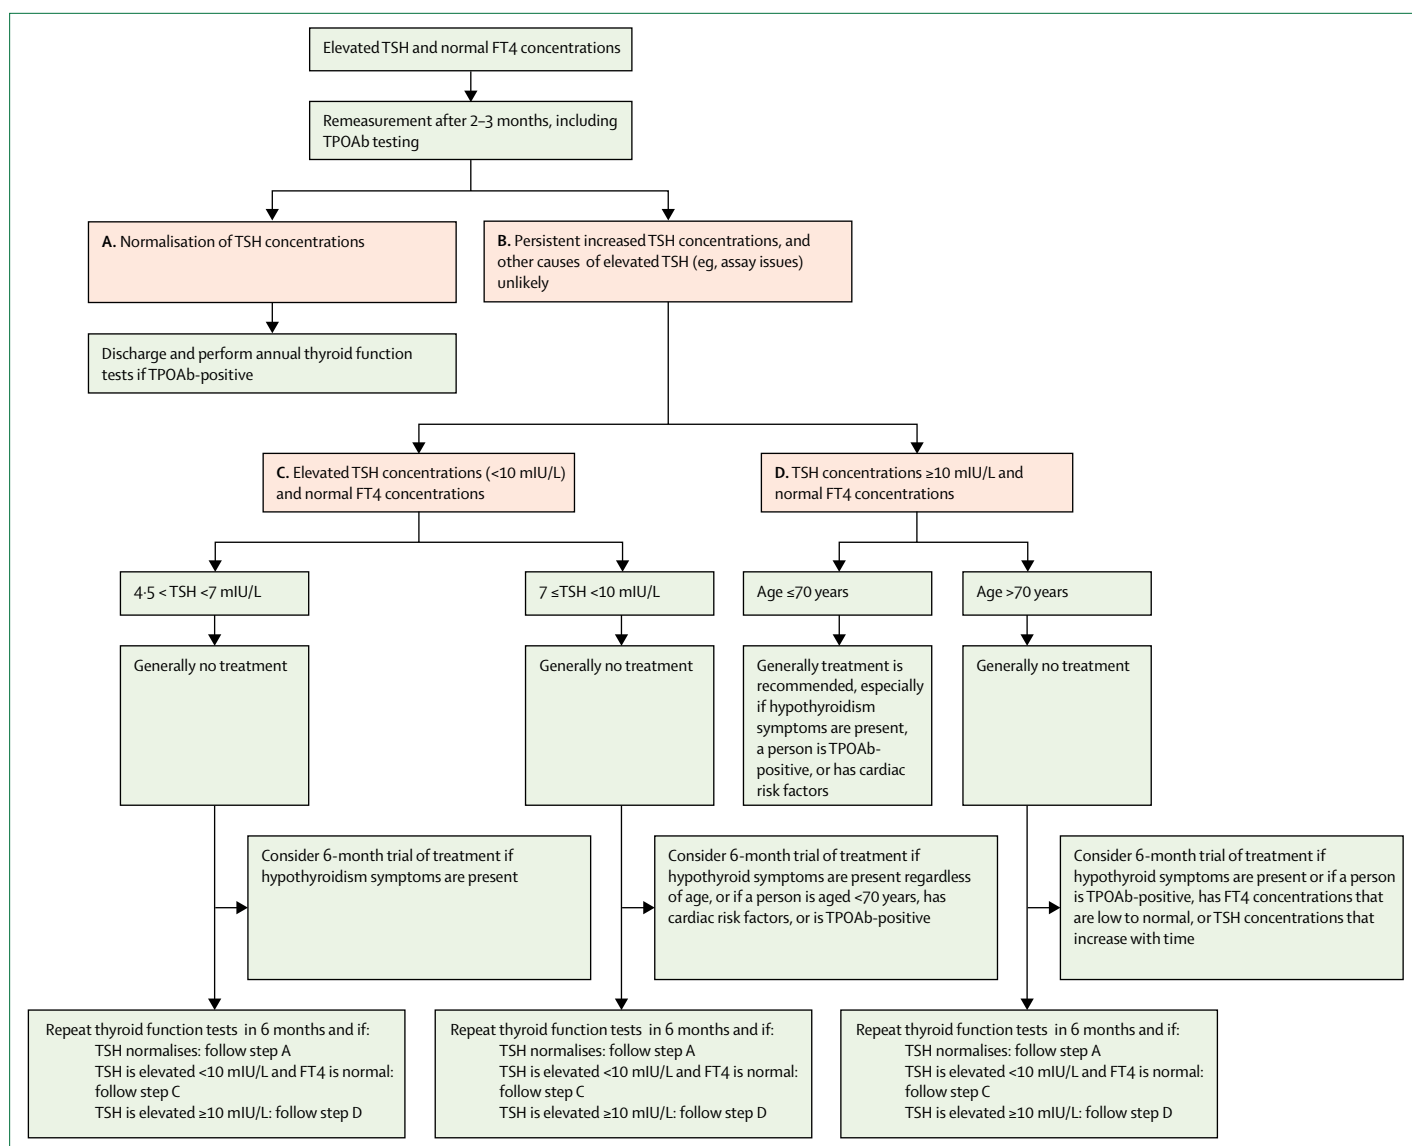 Elevated TSH and normal FT4 concentrations
Remeasurement after 2–3 months, including
TPOAb testing
A. Normalisation of TSH concentrations
B. Persistent increased TSH concentrations, and
other causes of elevated TSH (eg, assay issues)
unlikely
Discharge and perform annual thyroid function
tests if TPOAb-positive
C. Elevated TSH concentrations (<10 mIU/L)
and normal FT4 concentrations
D. TSH concentrations ≥10 mIU/L and
normal FT4 concentrations
4·5 < TSH <7 mIU/L
7 ≤TSH <10 mIU/L
Age ≤70 years
Age >70 years
Generally no treatment
Generally no treatment
Generally treatment is
recommended, especially
if hypothyroidism
symptoms are present,
a person is TPOAb-
positive, or has cardiac
risk factors
Generally no treatment
Consider 6-month trial of treatment if
hypothyroidism symptoms are present
Consider 6-month trial of treatment if
hypothyroid symptoms are present regardless
of age, or if a person is aged <70 years, has
cardiac risk factors, or is TPOAb-positive
Consider 6-month trial of treatment if
hypothyroid symptoms are present or if a person
is TPOAb-positive, has FT4 concentrations that
are low to normal, or TSH concentrations that
increase with time
Repeat thyroid function tests in 6 months and if:
TSH normalises: follow step A
TSH is elevated <10 mIU/L and FT4 is normal:
follow step C
TSH is elevated ≥10 mIU/L: follow step D
Repeat thyroid function tests in 6 months and if:
TSH normalises: follow step A
TSH is elevated <10 mIU/L and FT4 is normal:
follow step C
TSH is elevated ≥10 mIU/L: follow step D
Repeat thyroid function tests in 6 months and if:
TSH normalises: follow step A
TSH is elevated <10 mIU/L and FT4 is normal:
follow step C
TSH is elevated ≥10 mIU/L: follow step D